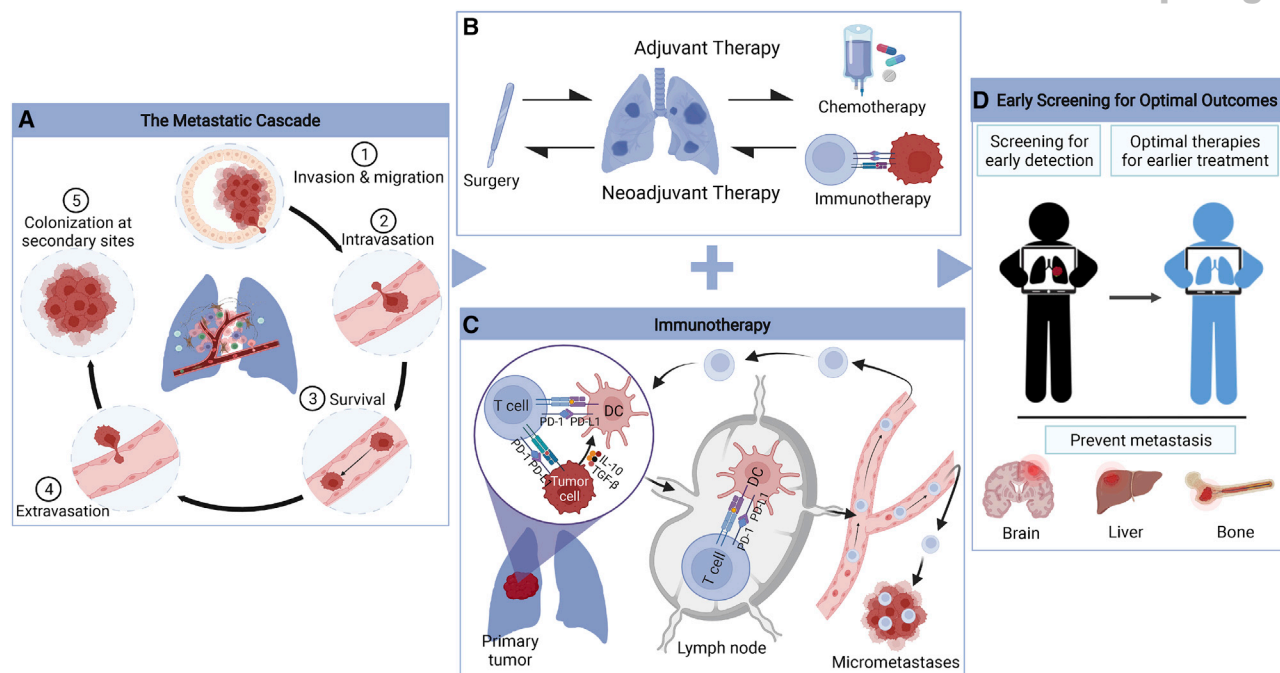 A
The Metastatic Cascade
1
Invasion & migration
2
Intravasation
3 Survival
4
Extravasation
5
Colonization at
secondary sites
B
Adjuvant Therapy
Surgery
Neoadjuvant Therapy
Chemotherapy
Immunotherapy
C
Immunotherapy
T cell
DC
PD-1 PD-L1
PD-1
IL-10
TGF-β
Tumor
cell
Primary
tumor
DC
PD-1 PD-L1
T cell
Lymph node
Micrometastases
D Early Screening for Optimal Outcomes
Screening for
early detection
Optimal therapies
for earlier treatment
Prevent metastasis
Brain
Liver
Bone